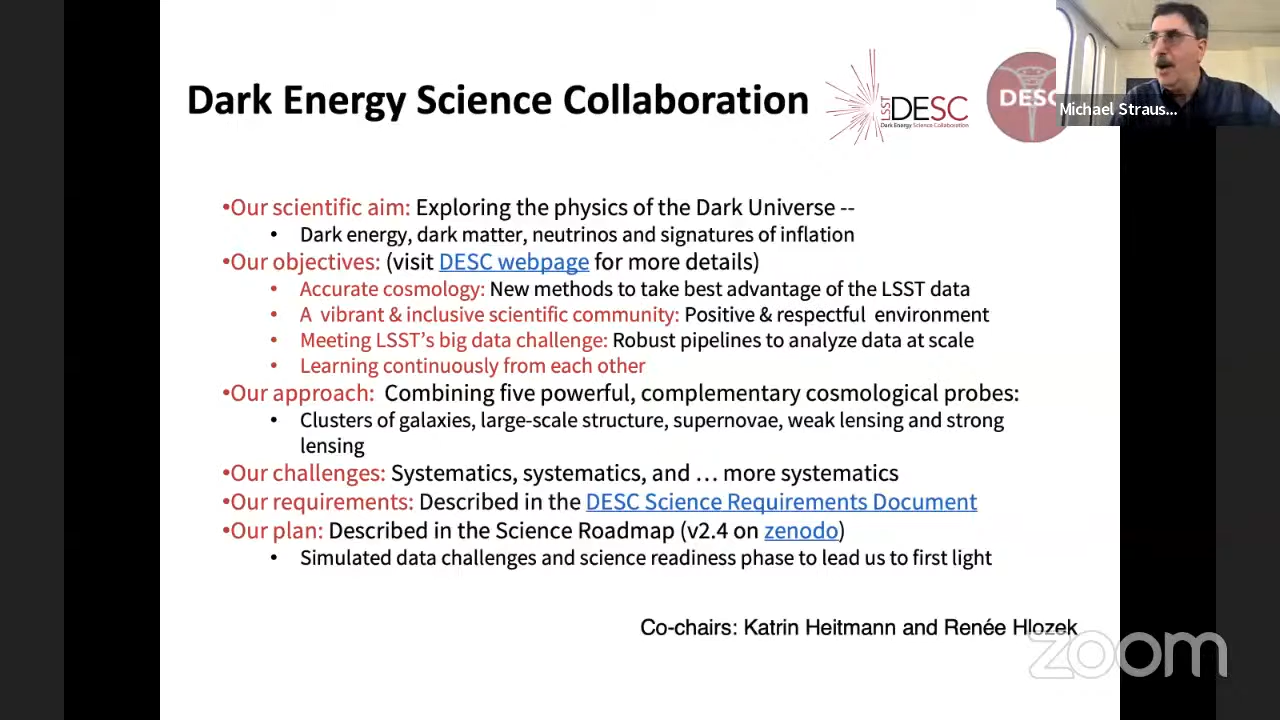 Dark Energy Science Collaboration
LSST DESC
Dark Energy Science Collaboration
DESC
Michael Straus...
•Our scientific aim: Exploring the physics of the Dark Universe --
• Dark energy, dark matter, neutrinos and signatures of inflation
•Our objectives: (visit DESC webpage for more details)
• Accurate cosmology: New methods to take best advantage of the LSST data
• A vibrant & inclusive scientific community: Positive & respectful environment
• Meeting LSST's big data challenge: Robust pipelines to analyze data at scale
• Learning continuously from each other
•Our approach: Combining five powerful, complementary cosmological probes:
• Clusters of galaxies, large-scale structure, supernovae, weak lensing and strong
lensing
•Our challenges: Systematics, systematics, and … more systematics
•Our requirements: Described in the DESC Science Requirements Document
•Our plan: Described in the Science Roadmap (v2.4 on zenodo)
• Simulated data challenges and science readiness phase to lead us to first light
Co-chairs: Katrin Heitmann and Renée Hlozek
zoom